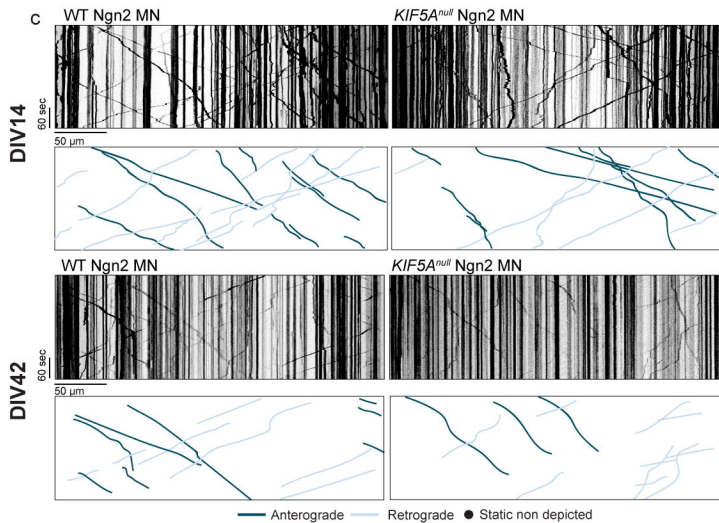 C
WT Ngn2 MN
KIF5Anull Ngn2 MN
DIV14
60 sec
50 µm
WT Ngn2 MN
KIF5Anull Ngn2 MN
DIV42
60 sec
50 µm
Anterograde Retrograde Static non depicted